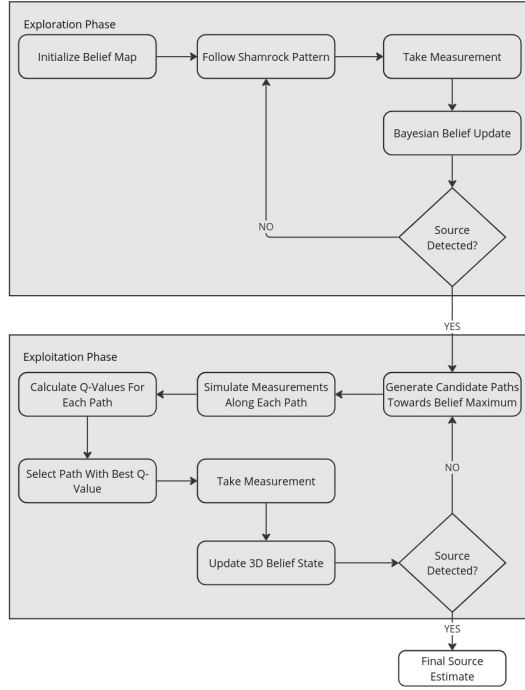 Exploration Phase
Initialize Belief Map
Follow Shamrock Pattern
Take Measurement
Bayesian Belief Update
Source
Detected?
NO
YES
Exploitation Phase
Generate Candidate Paths
Towards Belief Maximum
Simulate Measurements
Along Each Path
Calculate Q-Values For
Each Path
Select Path With Best Q-
Value
Take Measurement
Update 3D Belief State
Source
Detected?
NO
YES
Final Source
Estimate